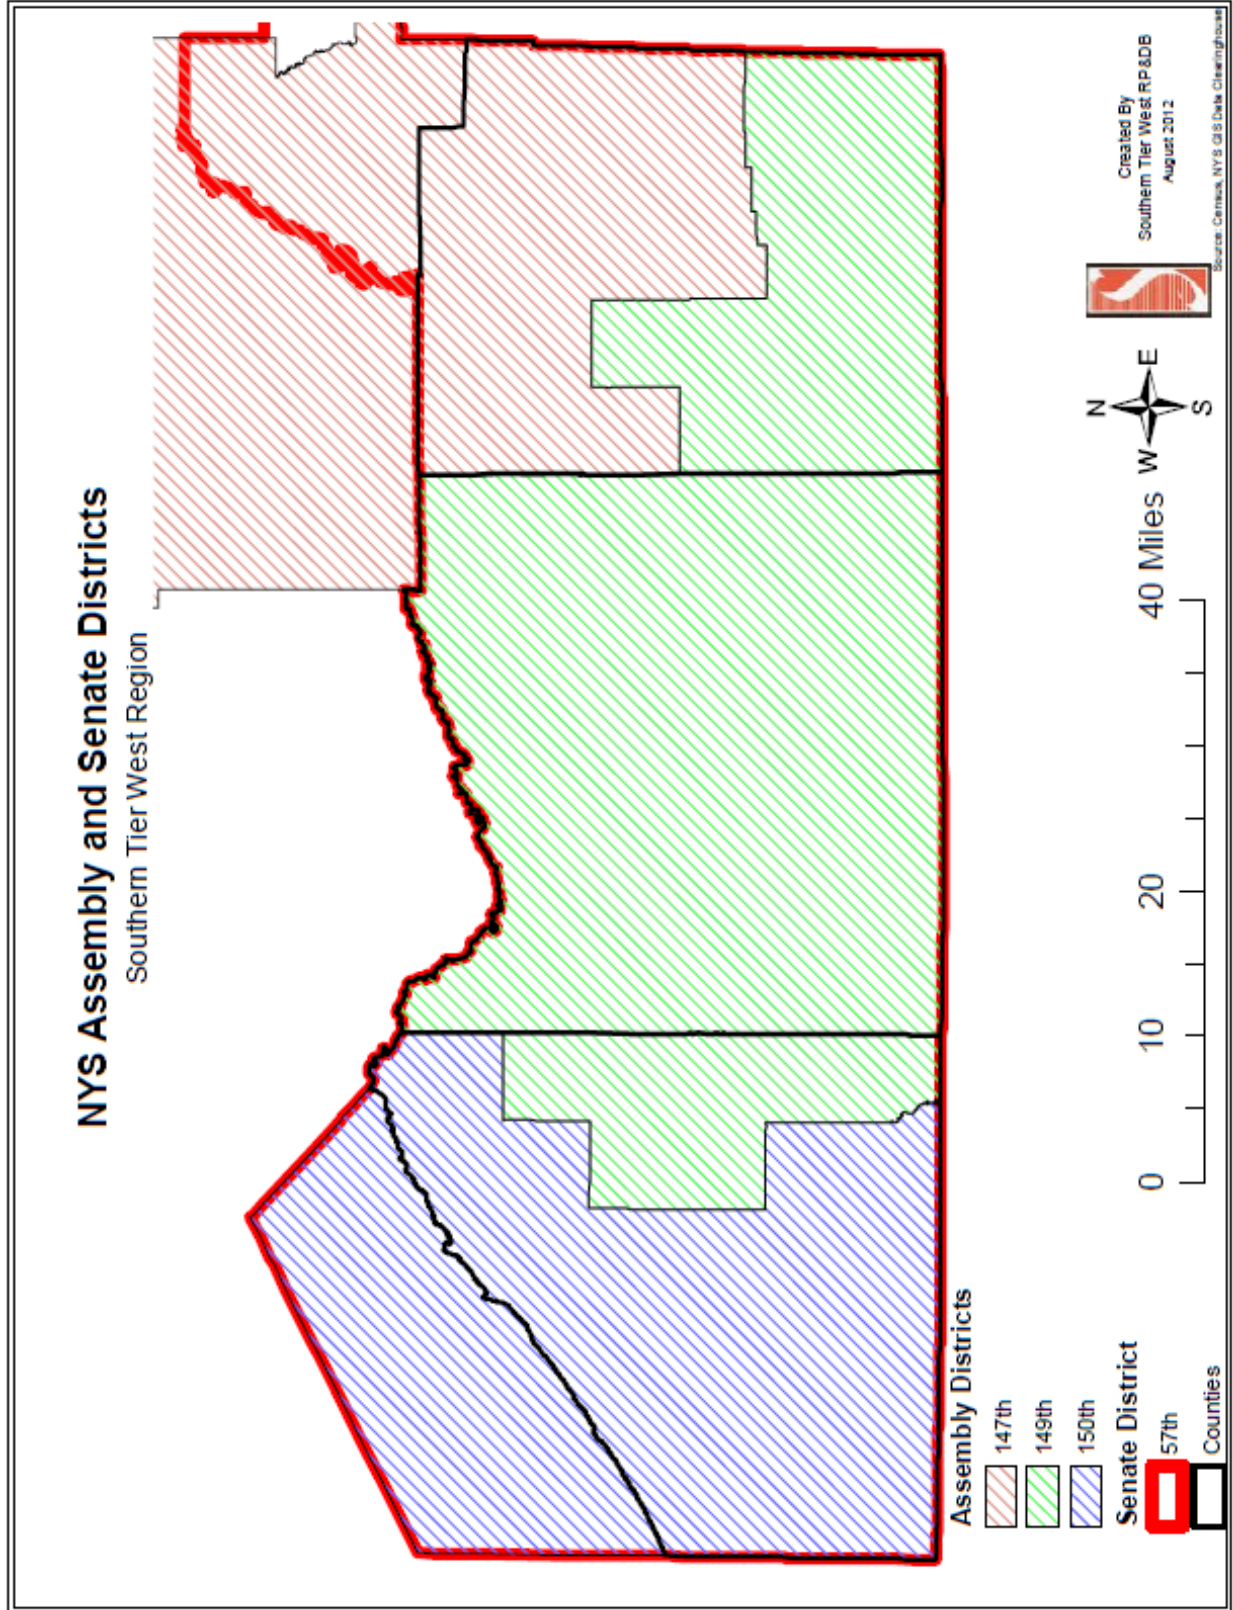 NYS Assembly and Senate Districts
Southern Tier West Region
Assembly Districts
147th
149th
150th
Senate District
57th
Counties
0 10 20 40 Miles
N
W E
S
Created By
Southern Tier West RP&DB
August 2012
Source: Census, NYS GIS Data Clearinghouse